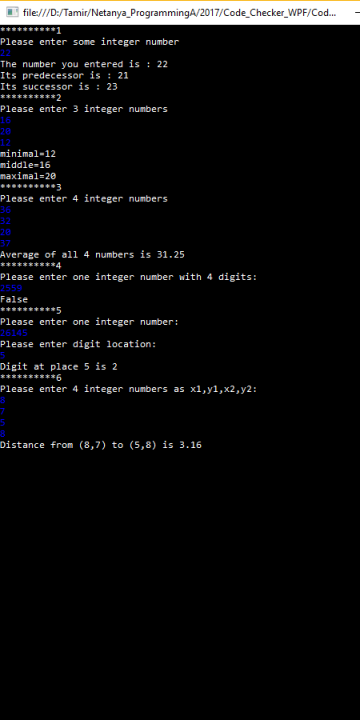 file:///D:/Tamir/Netanya_ProgrammingA/2017/Code_Checker_WPF/Cod...
**********1
Please enter some integer number
22
The number you entered is : 22
Its predecessor is : 21
Its successor is : 23
**********2
Please enter 3 integer numbers
16
20
12
minimal=12
middle=16
maximal=20
**********3
Please enter 4 integer numbers
36
32
20
37
Average of all 4 numbers is 31.25
**********4
Please enter one integer number with 4 digits:
2559
False
**********5
Please enter one integer number:
5
Please enter digit location:
Digit at place 5 is 2
**********6
Please enter 4 integer numbers as x1,y1,x2,y2:
8
7
5
8
Distance from (8,7) to (5,8) is 3.16